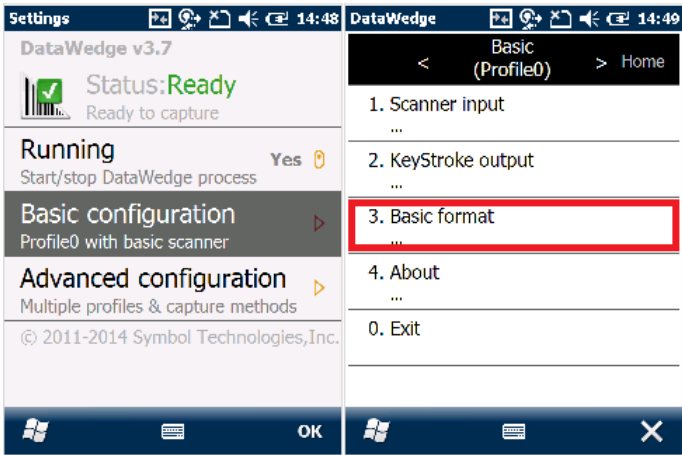 Settings 14:48
DataWedge v3.7
Status:Ready
Ready to capture
Running
Yes
Start/stop DataWedge process
Basic configuration
Profile0 with basic scanner
Advanced configuration
Multiple profiles & capture methods
© 2011-2014 Symbol Technologies,Inc.
OK
DataWedge 14:49
Basic
< (Profile0) > Home
1. Scanner input
...
2. KeyStroke output
...
3. Basic format
...
4. About
...
0. Exit